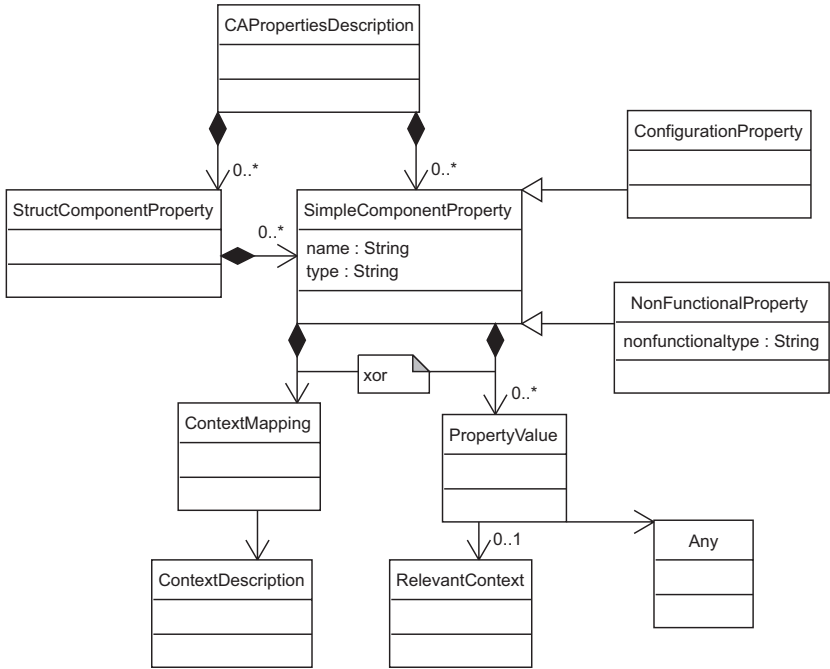 CAPropertiesDescription
ConfigurationProperty
0..*
0..*
StructComponentProperty
SimpleComponentProperty
0..*
name : String
type : String
NonFunctionalProperty
nonfunctionaltype : String
xor
0..*
ContextMapping
PropertyValue
0..1
Any
ContextDescription
RelevantContext